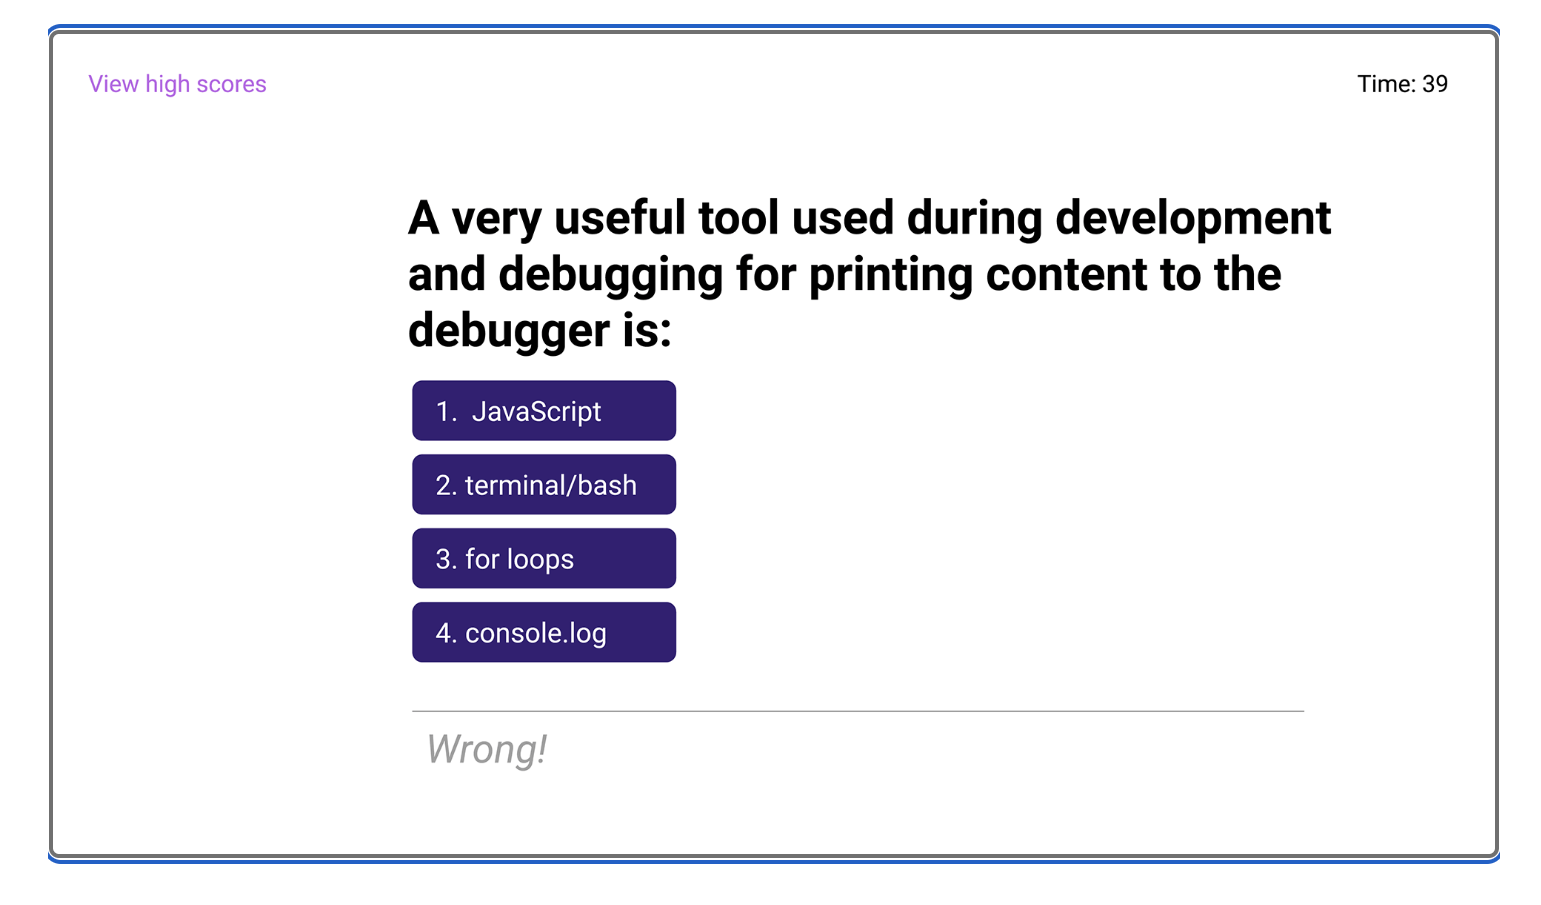 View high scores
Time: 39
A very useful tool used during development
and debugging for printing content to the
debugger is:
1. JavaScript
2. terminal/bash
3. for loops
4. console.log
Wrong!